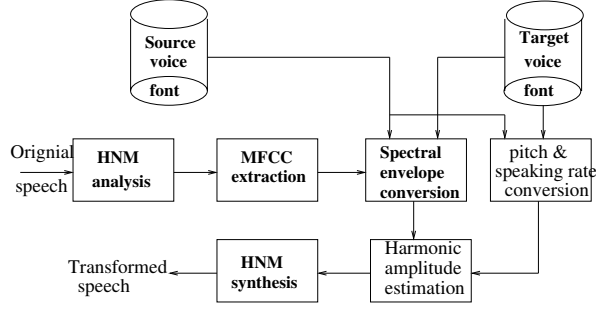 Source
voice
font
Target
voice
font
Orignial
speech
HNM
analysis
MFCC
extraction
Spectral
envelope
conversion
pitch &
speaking rate
conversion
Transformed
speech
HNM
synthesis
Harmonic
amplitude
estimation